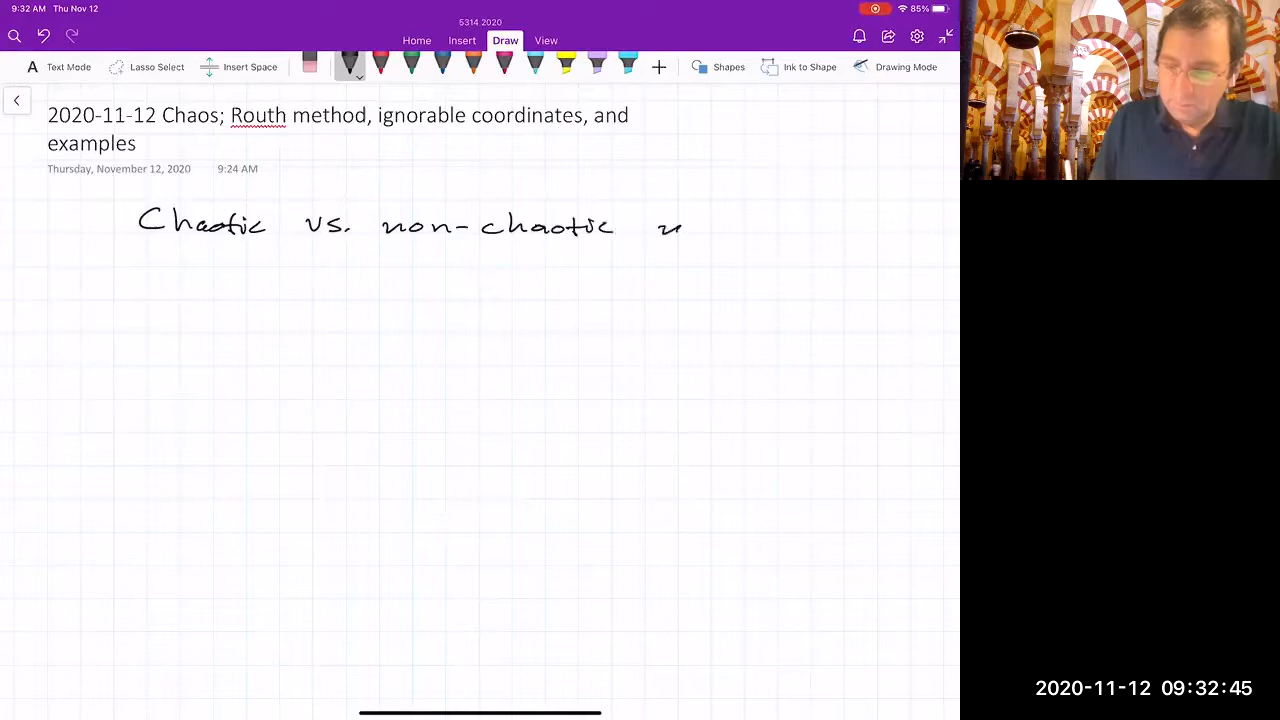 9:32 AM Thu Nov 12
85%
5314 2020
Home Insert Draw View
A Text Mode Lasso Select Insert Space Shapes Ink to Shape Drawing Mode
2020-11-12 Chaos; Routh method, ignorable coordinates, and
examples
Thursday, November 12, 2020 9:24 AM
Chaotic vs. non-chaotic
2020-11-12 09:32:45